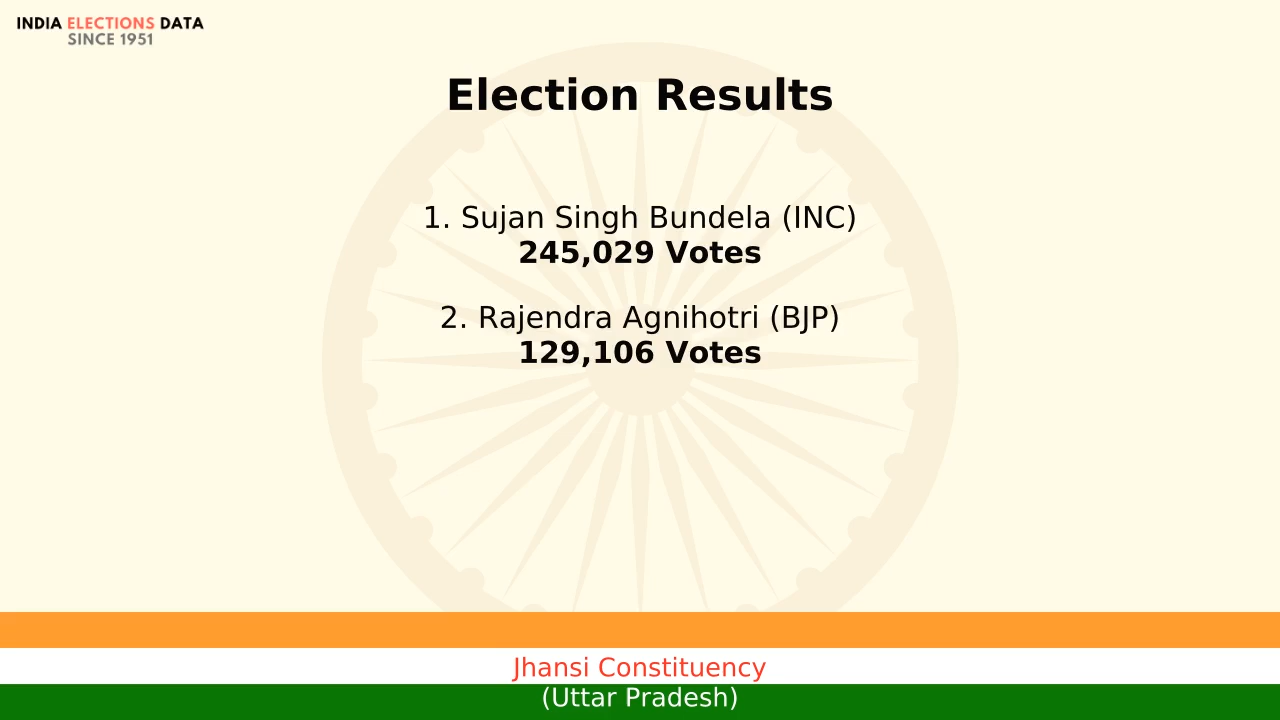 INDIA ELECTIONS DATA
SINCE 1951
Election Results
1. Sujan Singh Bundela (INC)
245,029 Votes
2. Rajendra Agnihotri (BJP)
129,106 Votes
Jhansi Constituency
(Uttar Pradesh)